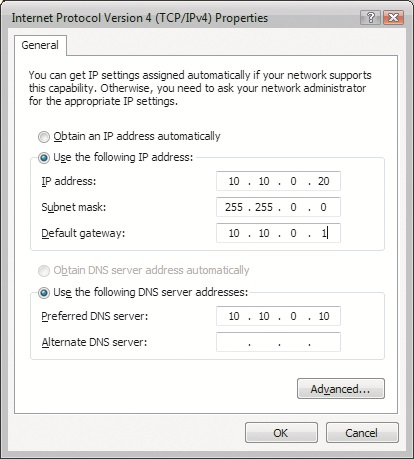 Internet Protocol Version 4 (TCP/IPv4) Properties
General
You can get IP settings assigned automatically if your network supports
this capability. Otherwise, you need to ask your network administrator
for the appropriate IP settings.
Obtain an IP address automatically
Use the following IP address:
IP address: 10 . 10 . 0 . 20
Subnet mask: 255 . 255 . 0 . 0
Default gateway: 10 . 10 . 0 . 1
Obtain DNS server address automatically
Use the following DNS server addresses:
Preferred DNS server: 10 . 10 . 0 . 10
Alternate DNS server: . . .
Advanced...
OK Cancel